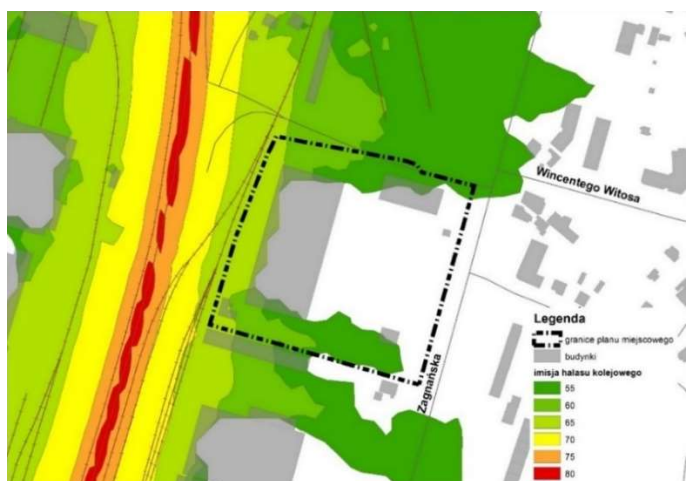 Wincentego Witosa
Zagnańska
Legenda
granice planu miejscowego
budynki
imisja hałasu kolejowego
55
60
65
70
75
80